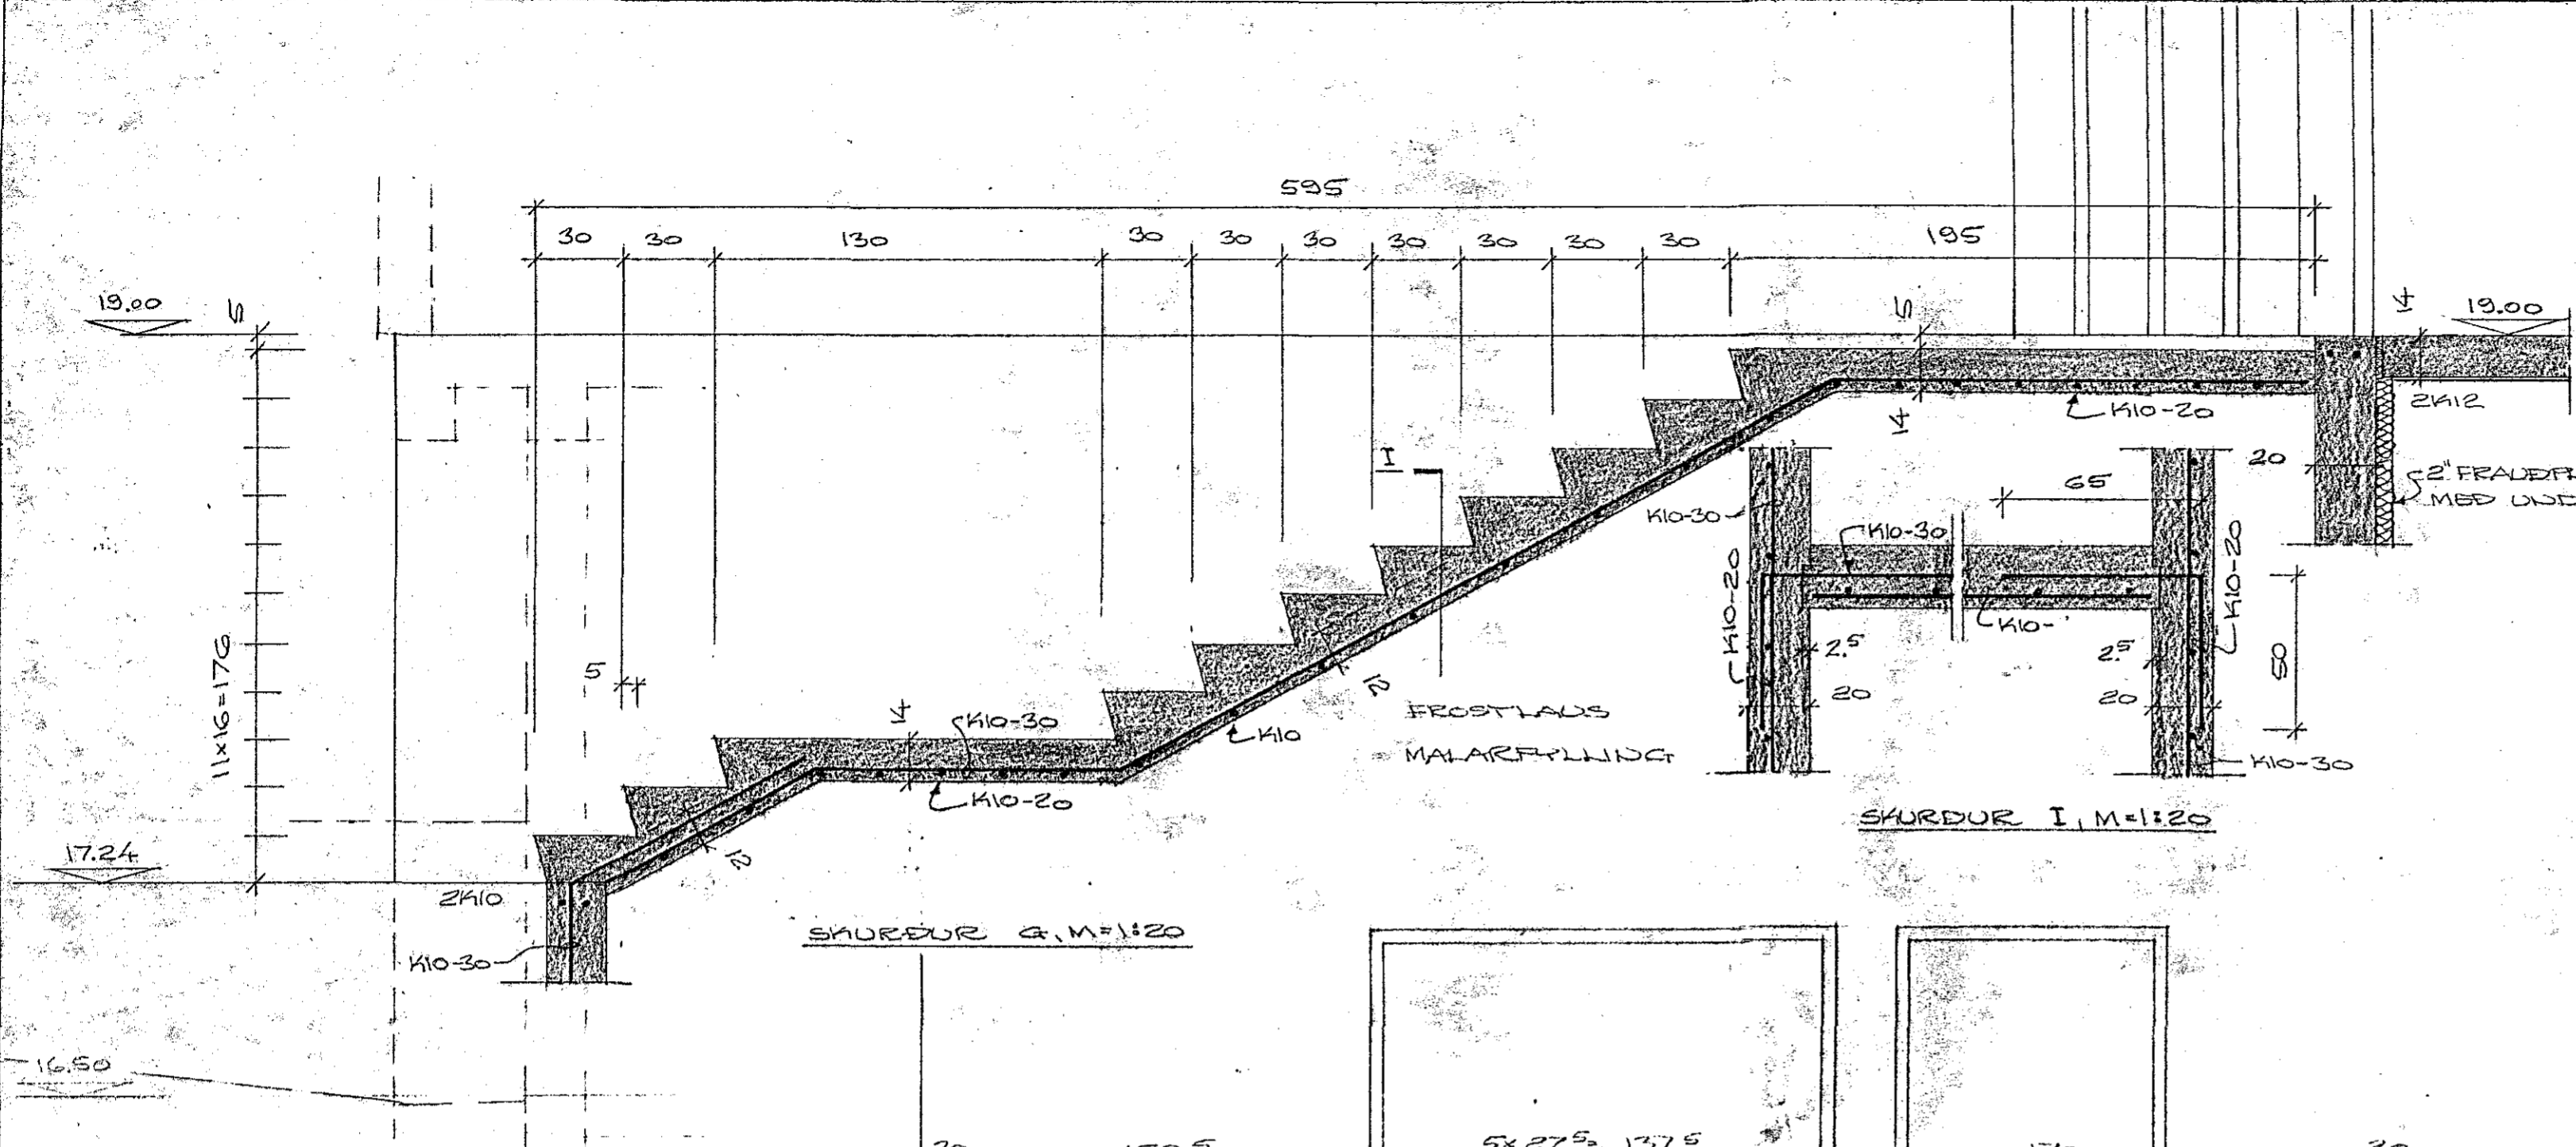 595
30 30 130 30 30 30 30 30 30 30 195
19.00 5 5 14 19.00
14 K10-20 2K12
I 20
65 2" FRAUÐPL
MED UND
K10-30 K10-30
K10-20 K10-20
K10-
11x16=176
5
2.5 2.5
50
12
20 20
14 K10-30 FROSTLAUS
K10 MALARFYLLING
K10-30
K10-20
SKURÐUR I, M=1:20
17.24 12
2K10
SKURÐUR G, M=1:20
K10-30
16.50
5x27.5= 137.5